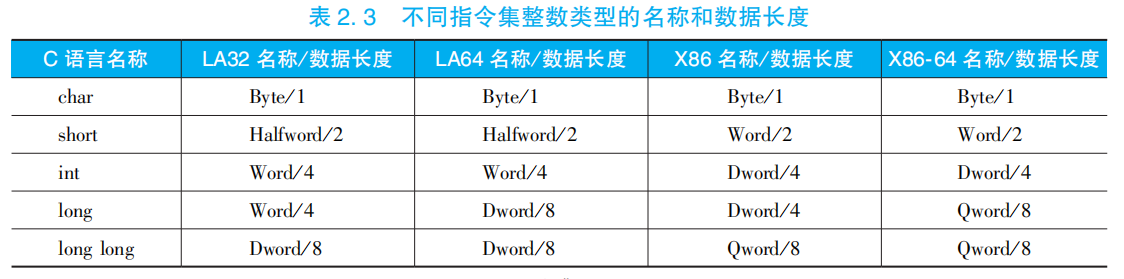 表 2. 3 不同指令集整数类型的名称和数据长度
C 语言名称 LA32 名称/数据长度 LA64 名称/数据长度 X86 名称/数据长度 X86-64 名称/数据长度
char Byte/1 Byte/1 Byte/1 Byte/1
short Halfword/2 Halfword/2 Word/2 Word/2
int Word/4 Word/4 Dword/4 Dword/4
long Word/4 Dword/8 Dword/4 Qword/8
long long Dword/8 Dword/8 Qword/8 Qword/8